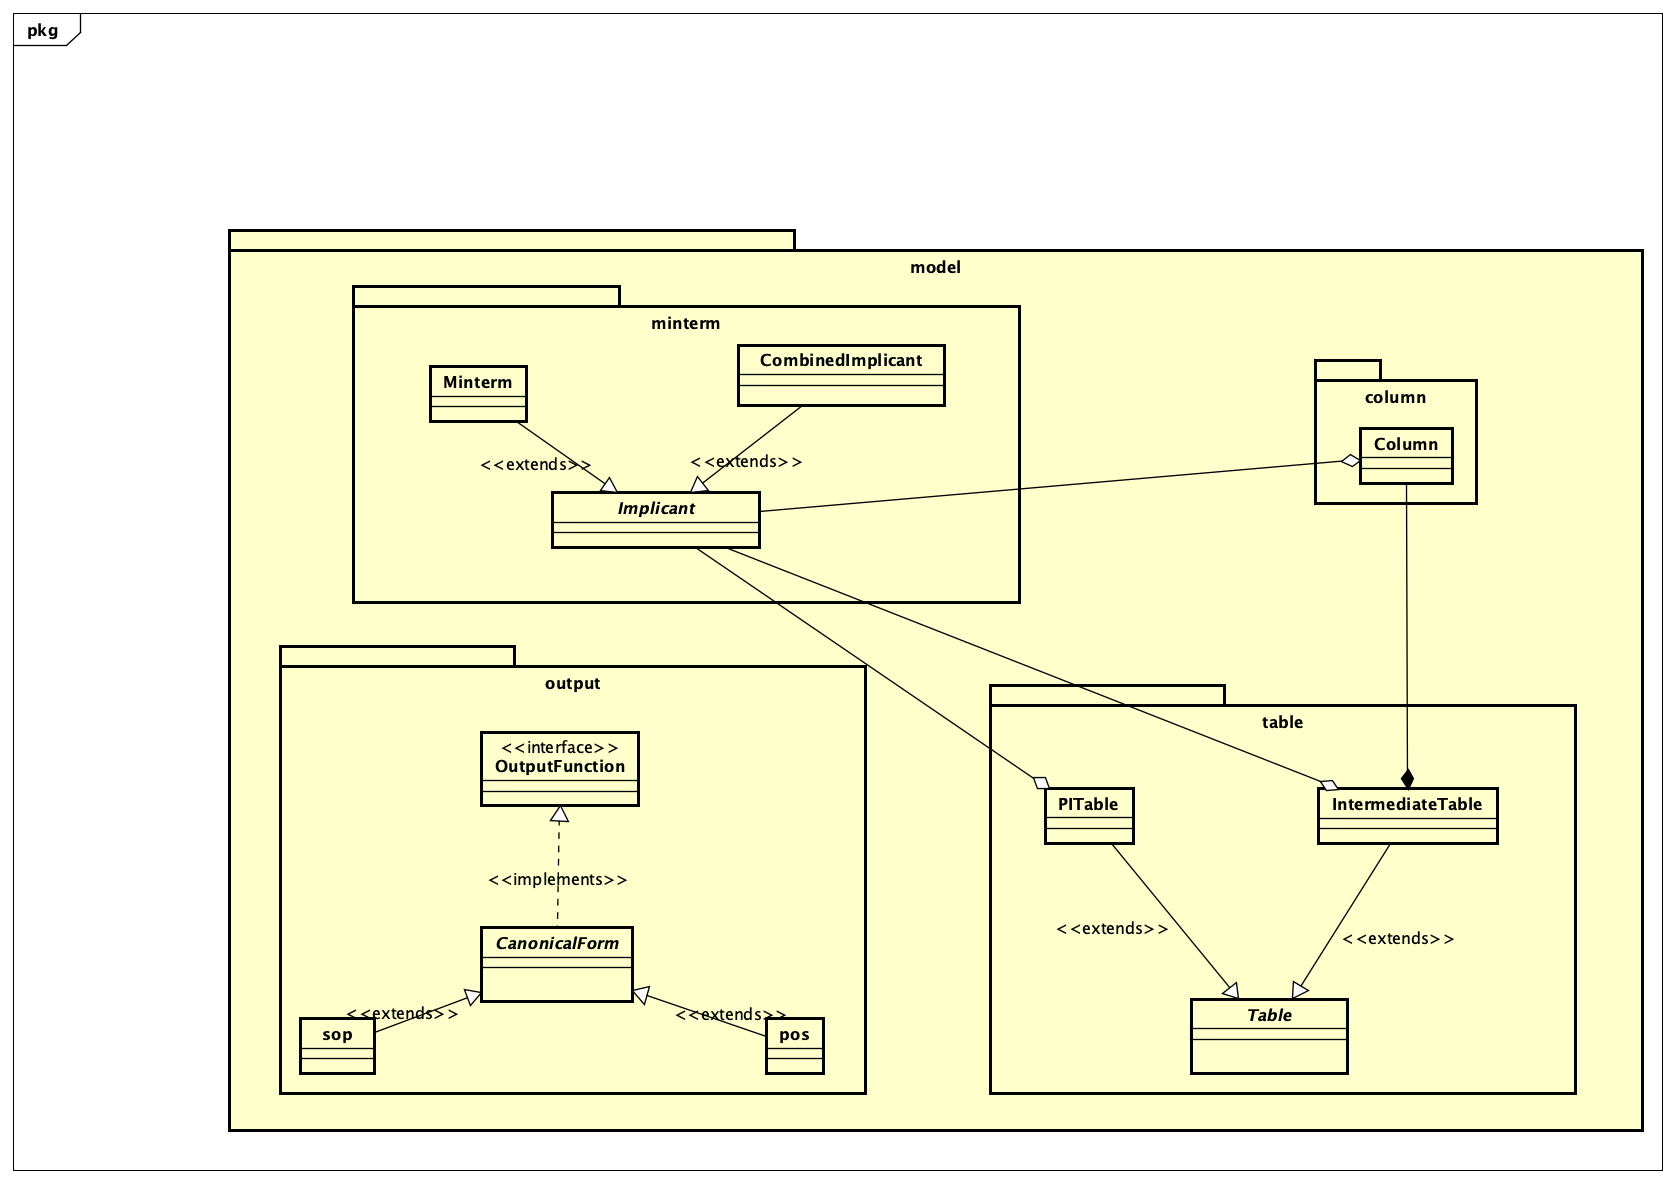 pkg
model
minterm
CombinedImplicant
Minterm
column
Column
<<extends>>
<<extends>>
Implicant
output
table
<<interface>>
OutputFunction
PITable
IntermediateTable
<<implements>>
<<extends>>
<<extends>>
CanonicalForm
<<extends>>
<<extends>>
sop
pos
Table